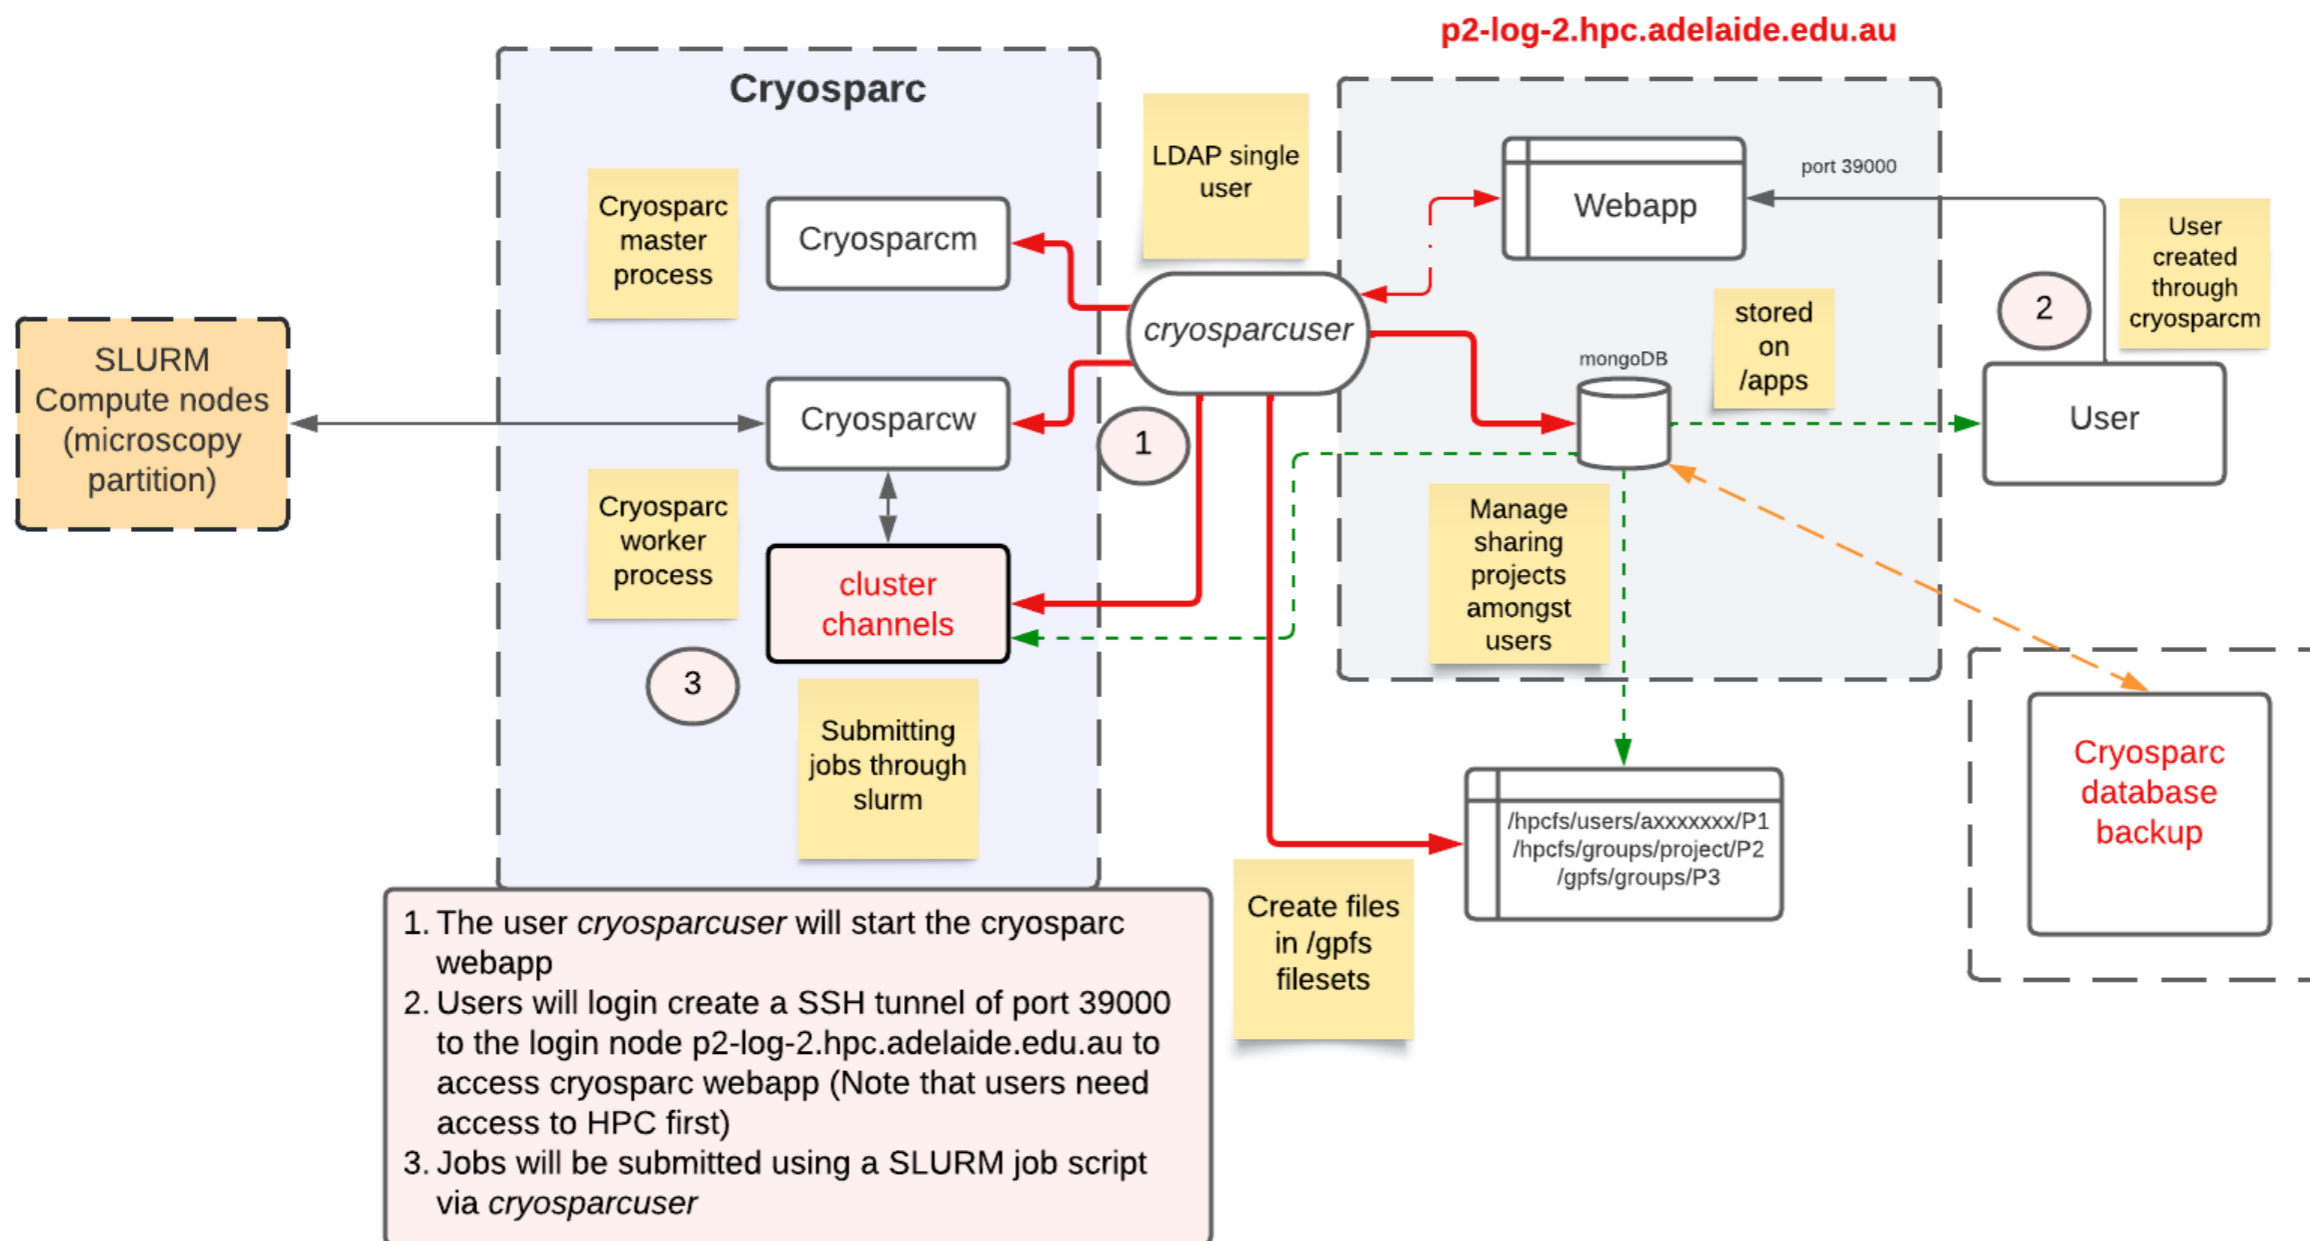 p2-log-2.hpc.adelaide.edu.au
Cryosparc
LDAP single
user
Cryosparc
master
process
Cryosparcm
Webapp
port 39000
User
created
through
cryosparcm
2
SLURM
Compute nodes
(microscopy
partition)
cryosparcuser
stored
on
/apps
mongoDB
Cryosparcw
1
User
Cryosparc
worker
process
cluster
channels
Manage
sharing
projects
amongst
users
3
Submitting
jobs through
slurm
Cryosparc
database
backup
/hpcfs/users/axxxxxxx/P1
/hpcfs/groups/project/P2
/gpfs/groups/P3
Create files
in /gpfs
filesets
1. The user cryosparcuser will start the cryosparc
webapp
2. Users will login create a SSH tunnel of port 39000
to the login node p2-log-2.hpc.adelaide.edu.au to
access cryosparc webapp (Note that users need
access to HPC first)
3. Jobs will be submitted using a SLURM job script
via cryosparcuser